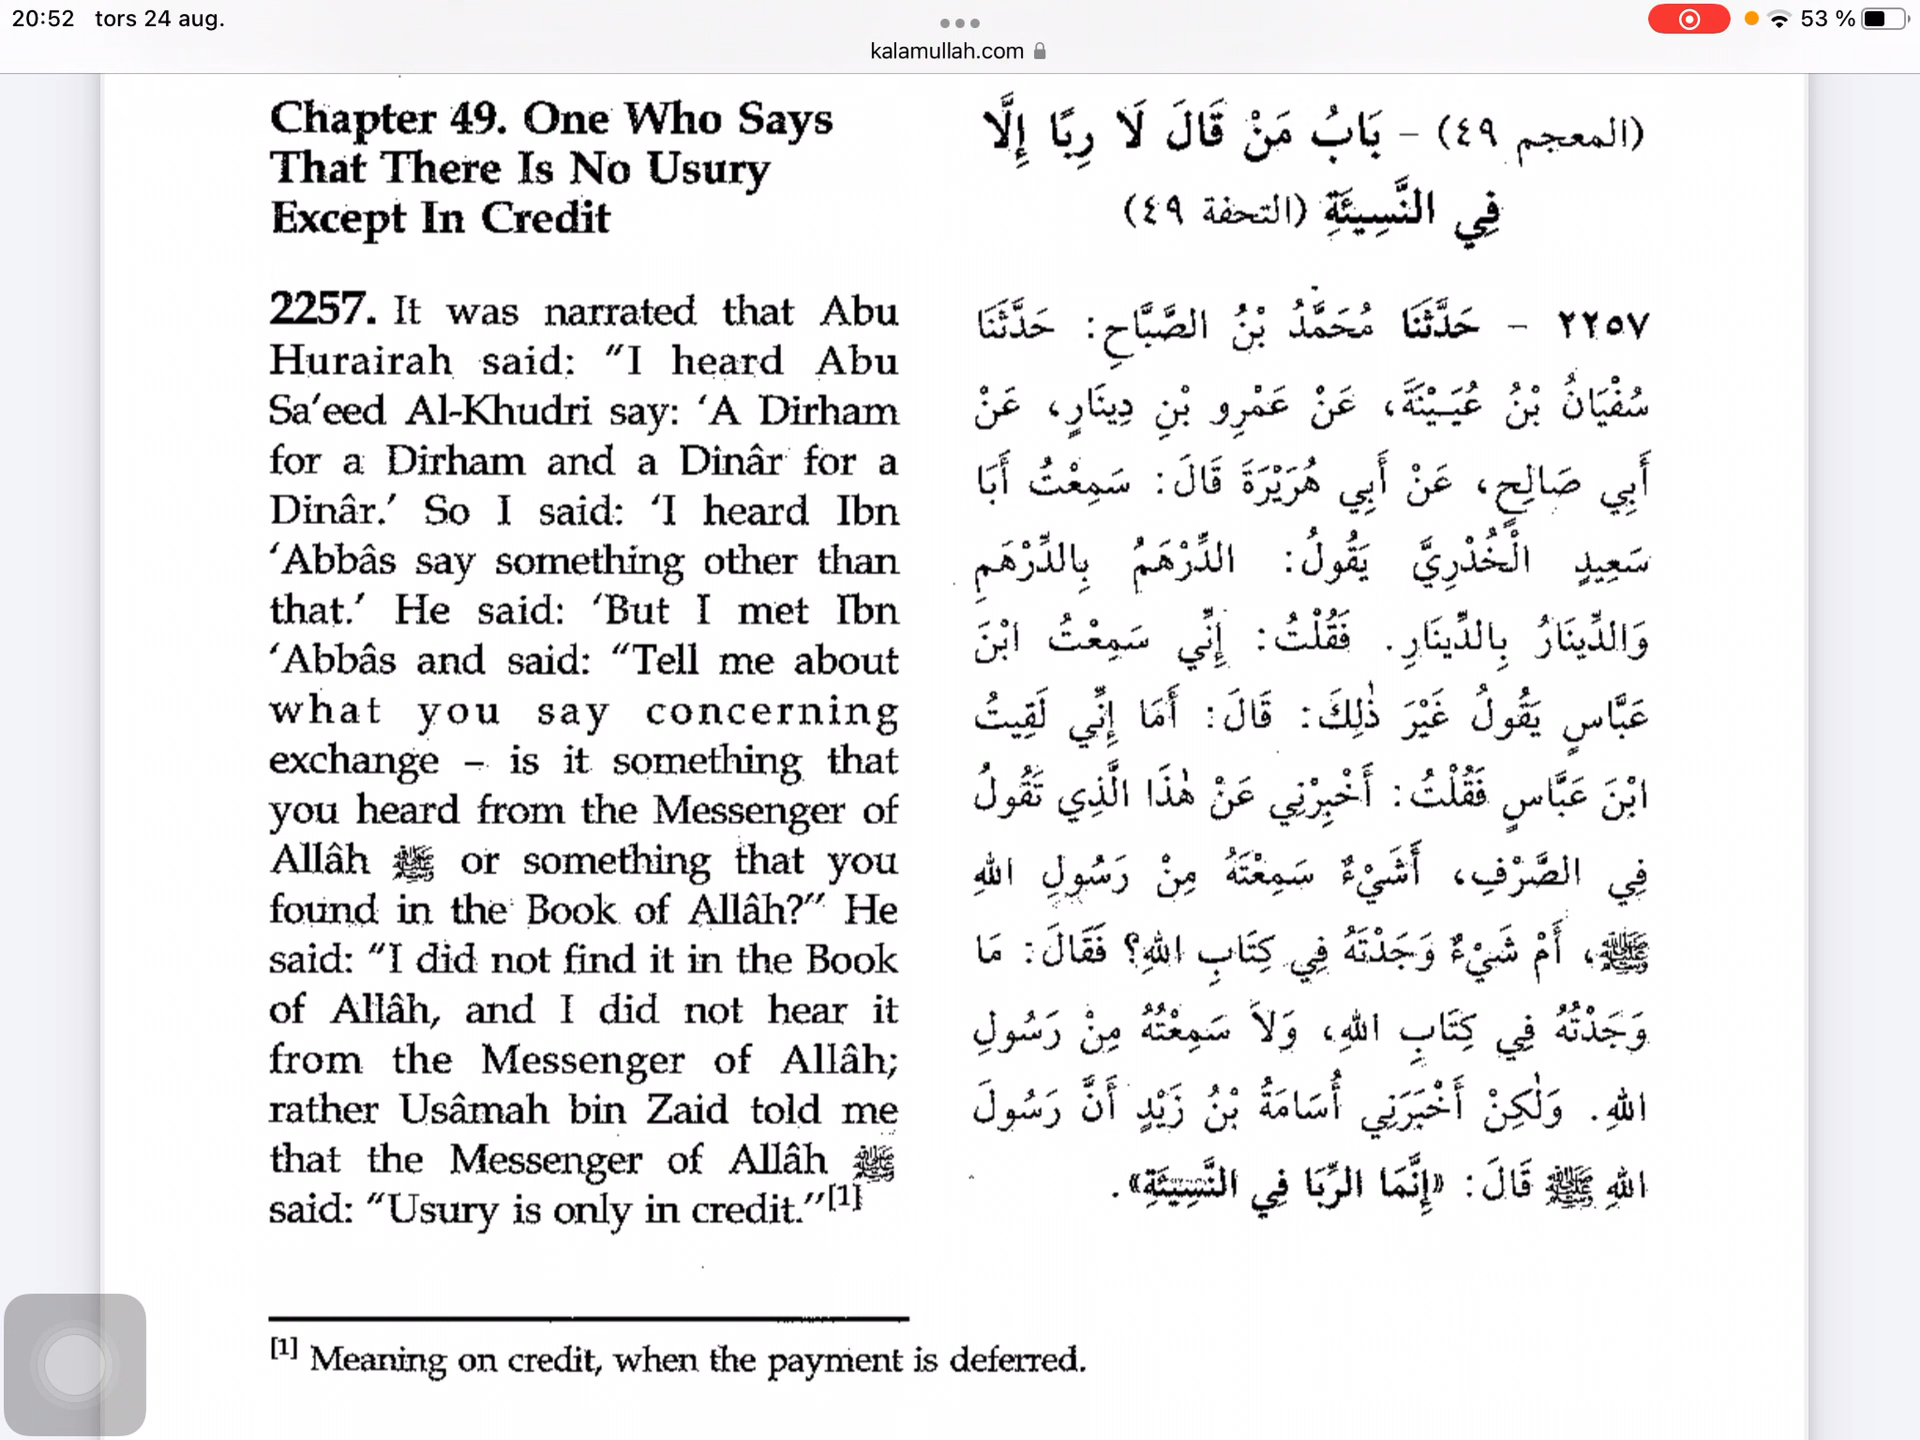 20:52 tors 24 aug.
53 %
kalamullah.com
Chapter 49. One Who Says
That There Is No Usury
Except In Credit
2257. It was narrated that Abu
Hurairah said: “I heard Abu
Sa’eed Al-Khudri say: ‘A Dirham
for a Dirham and a Dinâr for a
Dinâr.’ So I said: ‘I heard Ibn
‘Abbâs say something other than
that.’ He said: ‘But I met Ibn
‘Abbâs and said: “Tell me about
what you say concerning
exchange – is it something that
you heard from the Messenger of
Allâh ﷺ or something that you
found in the Book of Allâh?” He
said: “I did not find it in the Book
of Allâh, and I did not hear it
from the Messenger of Allâh;
rather Usâmah bin Zaid told me
that the Messenger of Allâh ﷺ
said: “Usury is only in credit.”[1]
(المعجم ٤٩) – بَابُ مَنْ قَالَ لَا رِبًا إِلَّا
فِي النَّسِيئَةِ (التحفة ٤٩)
٢٢٥٧ – حَدَّثَنَا مُحَمَّدُ بْنُ الصَّبَّاحِ: حَدَّثَنَا
سُفْيَانُ بْنُ عُيَيْنَةَ، عَنْ عَمْرِو بْنِ دِينَارٍ، عَنْ
أَبِي صَالِحٍ، عَنْ أَبِي هُرَيْرَةَ قَالَ: سَمِعْتُ أَبَا
سَعِيدٍ الْخُدْرِيَّ يَقُولُ: الدِّرْهَمُ بِالدِّرْهَمِ
وَالدِّينَارُ بِالدِّينَارِ. فَقُلْتُ: إِنِّي سَمِعْتُ ابْنَ
عَبَّاسٍ يَقُولُ غَيْرَ ذٰلِكَ: قَالَ: أَمَا إِنِّي لَقِيتُ
ابْنَ عَبَّاسٍ فَقُلْتُ: أَخْبِرْنِي عَنْ هٰذَا الَّذِي تَقُولُ
فِي الصَّرْفِ، أَشَيْءٌ سَمِعْتَهُ مِنْ رَسُولِ اللهِ
ﷺ، أَمْ شَيْءٌ وَجَدْتَهُ فِي كِتَابِ اللهِ؟ فَقَالَ: مَا
وَجَدْتُهُ فِي كِتَابِ اللهِ، وَلَا سَمِعْتُهُ مِنْ رَسُولِ
اللهِ. وَلٰكِنْ أَخْبَرَنِي أُسَامَةُ بْنُ زَيْدٍ أَنَّ رَسُولَ
اللهِ ﷺ قَالَ: «إِنَّمَا الرِّبَا فِي النَّسِيئَةِ».
[1] Meaning on credit, when the payment is deferred.